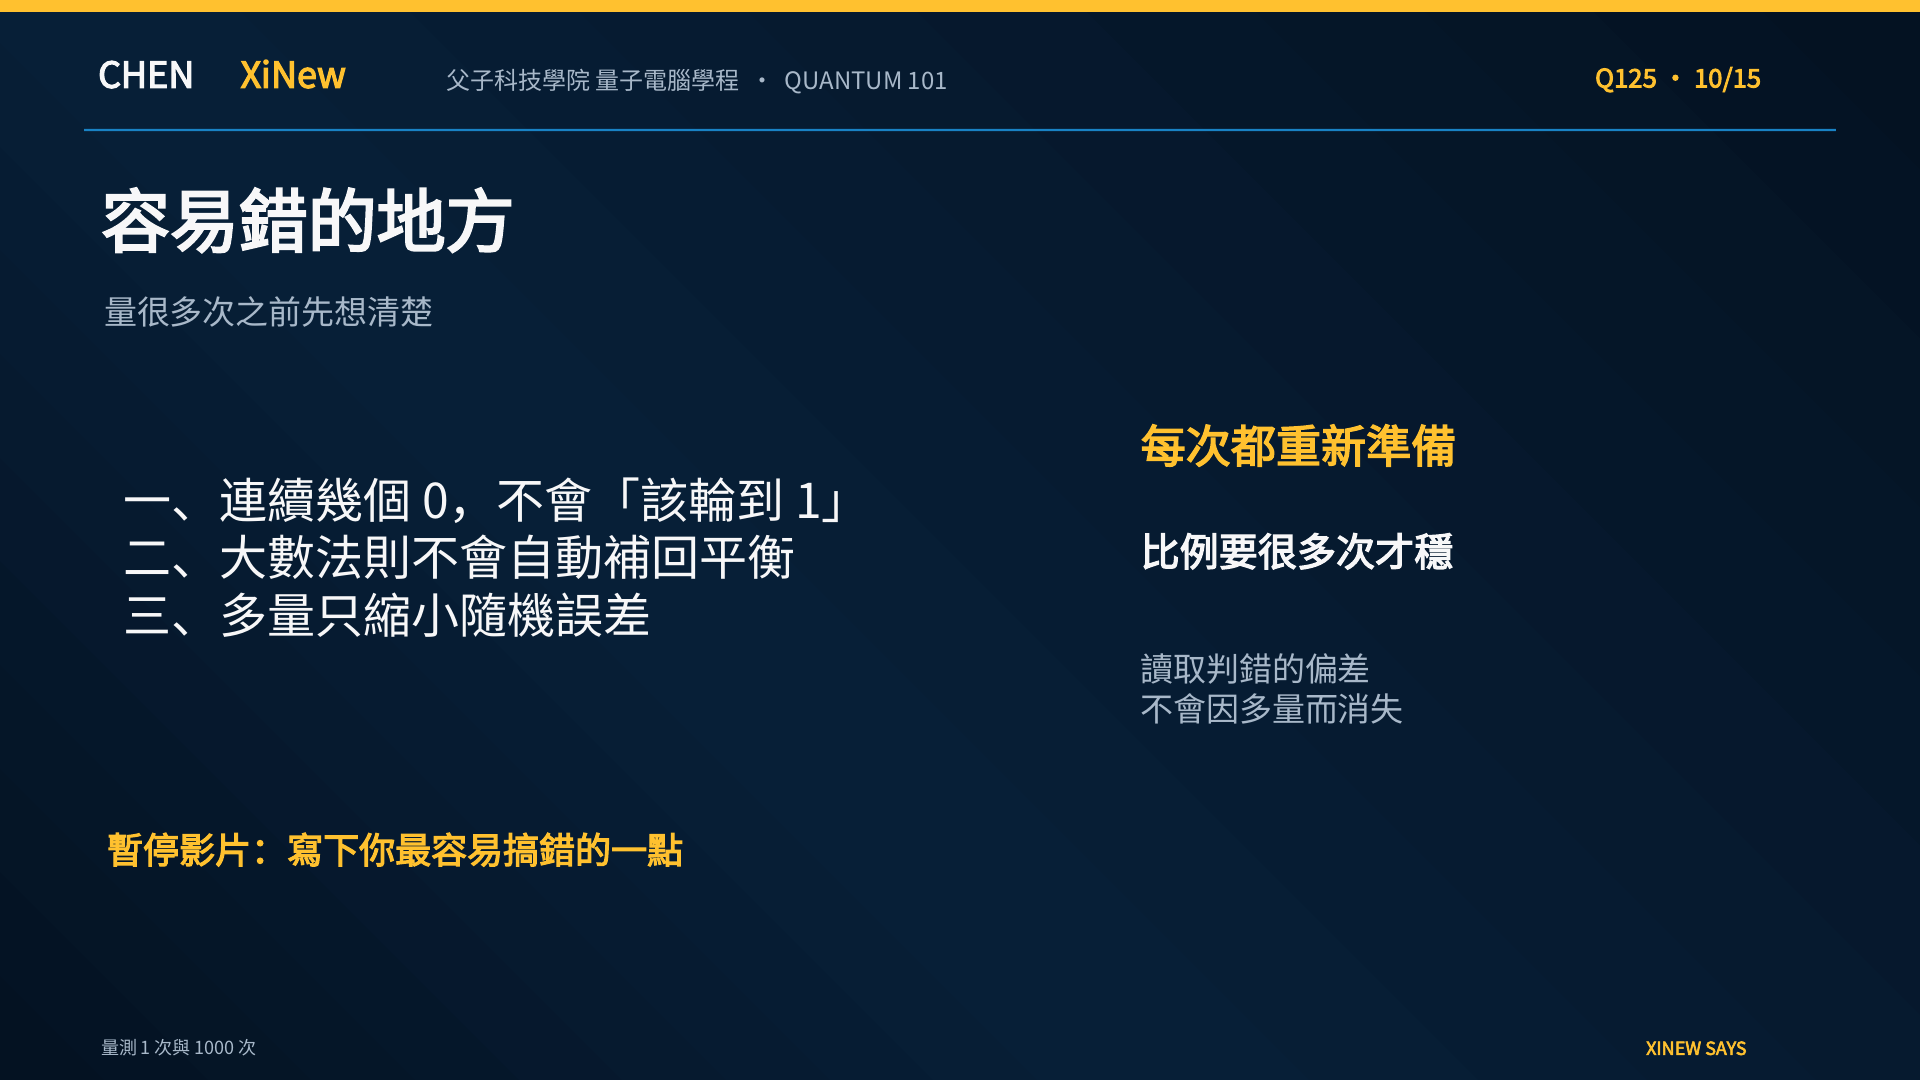 CHEN XiNew 父子科技學院 量子電腦學程 · QUANTUM 101 Q125 · 10/15
容易錯的地方
量很多次之前先想清楚
一、連續幾個 0，不會「該輪到 1」
二、大數法則不會自動補回平衡
三、多量只縮小隨機誤差
每次都重新準備
比例要很多次才穩
讀取判錯的偏差
不會因多量而消失
暫停影片：寫下你最容易搞錯的一點
量測 1 次與 1000 次
XINEW SAYS